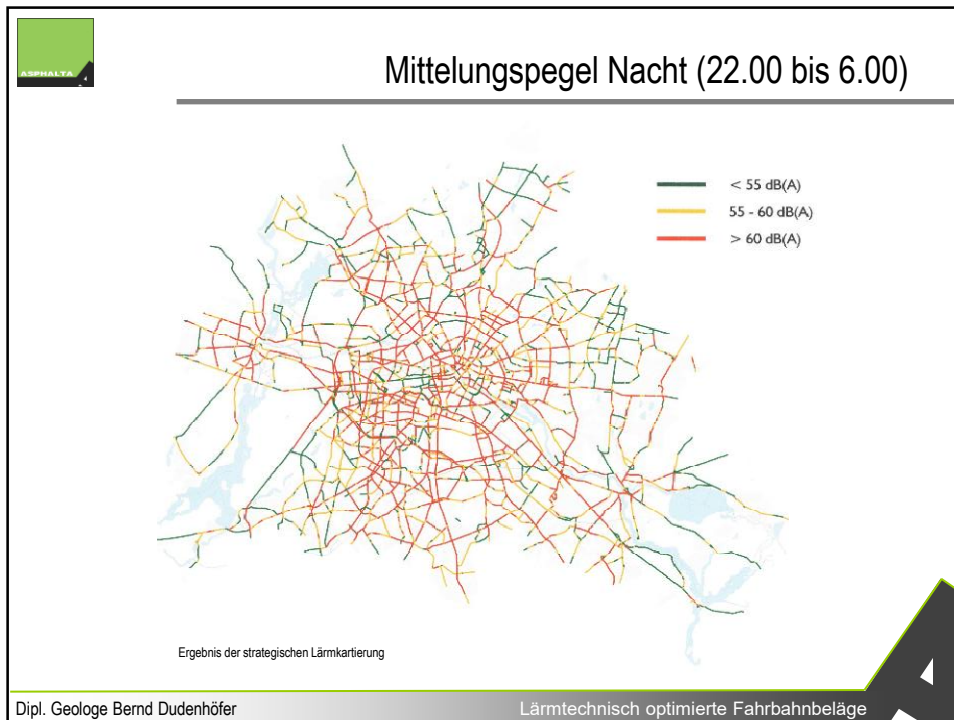 ASPHALTA
Mittelungspegel Nacht (22.00 bis 6.00)
< 55 dB(A)
55 - 60 dB(A)
> 60 dB(A)
Ergebnis der strategischen Lärmkartierung
Dipl. Geologe Bernd Dudenhöfer
Lärmtechnisch optimierte Fahrbahnbeläge